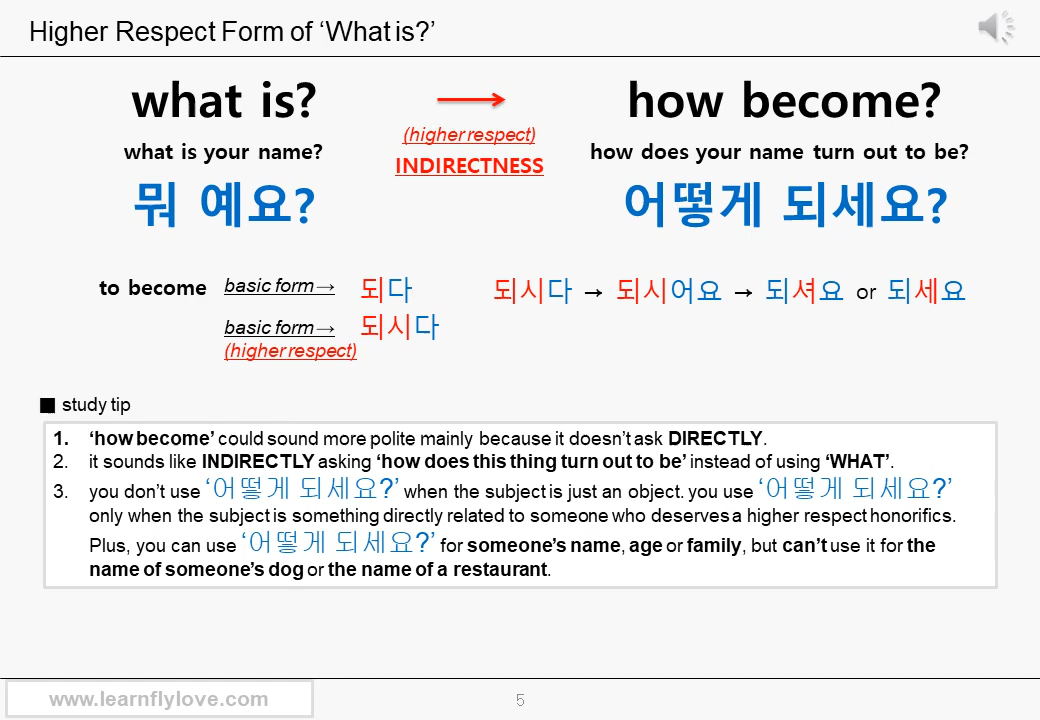 Higher Respect Form of ‘What is?’
what is? → how become?
(higher respect)
what is your name? INDIRECTNESS how does your name turn out to be?
뭐 예요? 어떻게 되세요?
to become basic form→ 되다 되시다 → 되시어요 → 되셔요 or 되세요
basic form→ 되시다
(higher respect)
■ study tip
1. ‘how become’ could sound more polite mainly because it doesn’t ask DIRECTLY.
2. it sounds like INDIRECTLY asking ‘how does this thing turn out to be’ instead of using ‘WHAT’.
3. you don’t use ‘어떻게 되세요?’ when the subject is just an object. you use ‘어떻게 되세요?’
only when the subject is something directly related to someone who deserves a higher respect honorifics.
Plus, you can use ‘어떻게 되세요?’ for someone’s name, age or family, but can’t use it for the
name of someone’s dog or the name of a restaurant.
www.learnflylove.com 5